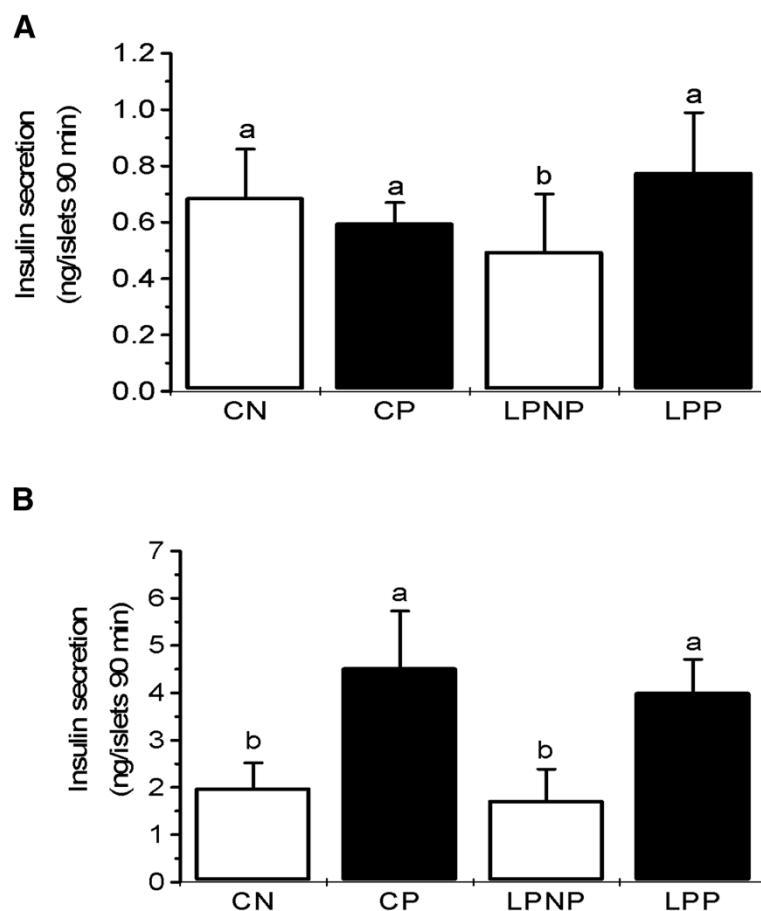 A
Insulin secretion
(ng/islets 90 min)
1.2
1.0
0.8
0.6
0.4
0.2
0.0
a
a
b
a
CN CP LPNP LPP
B
Insulin secretion
(ng/islets 90 min)
7
6
5
4
3
2
1
0
b
a
b
a
CN CP LPNP LPP